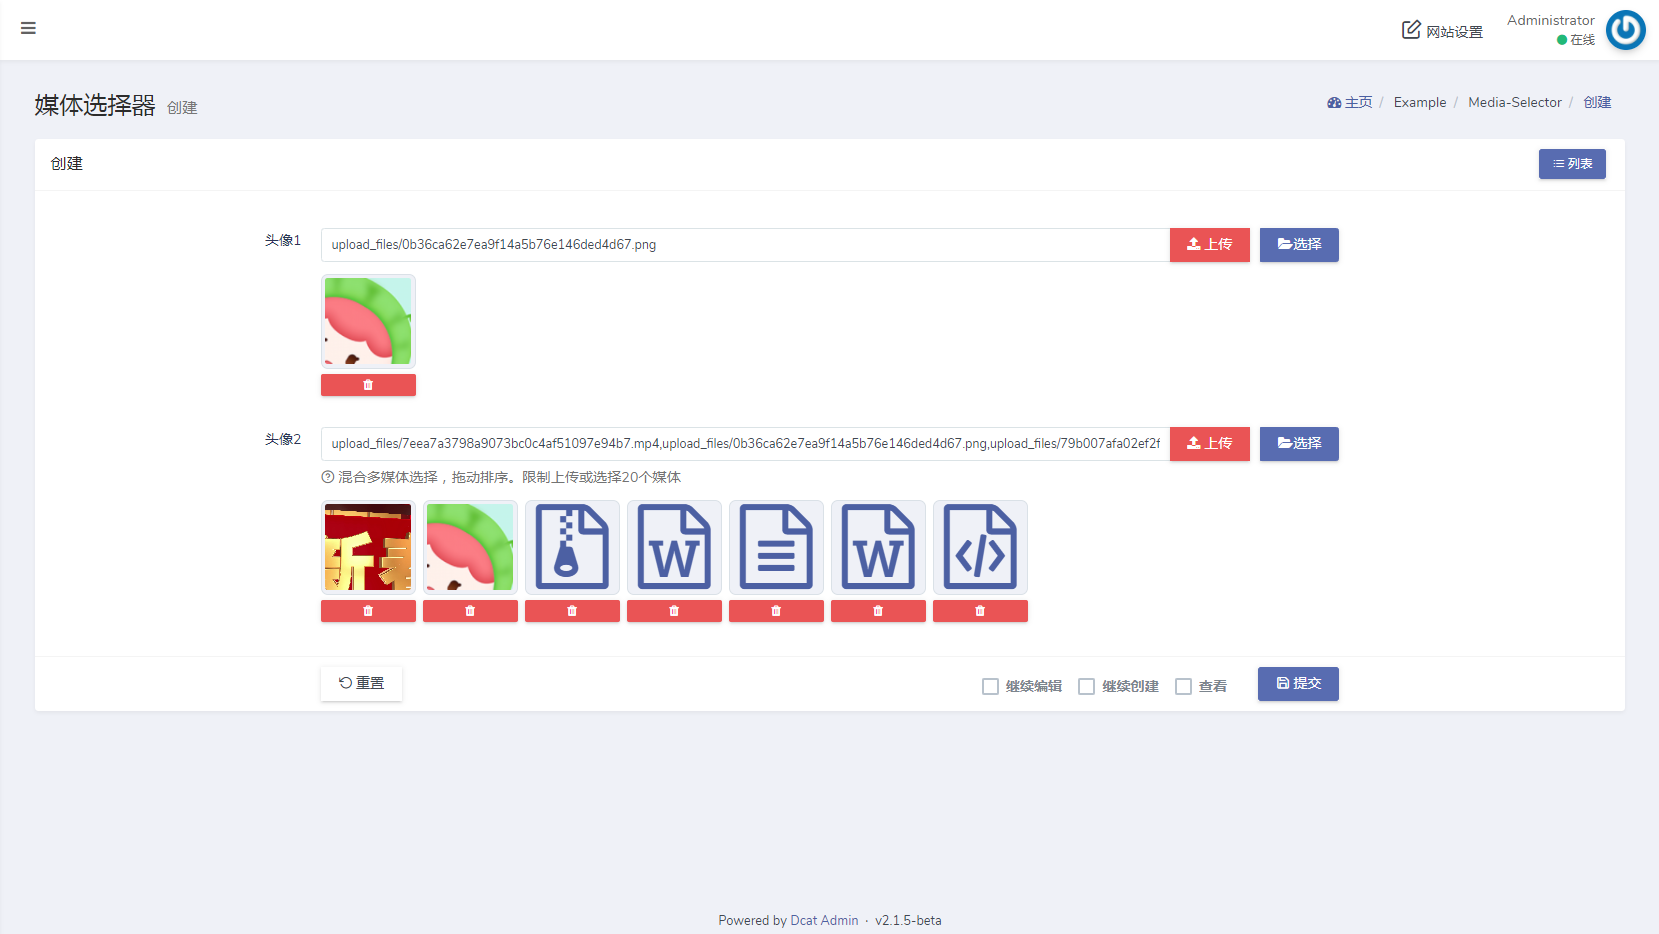 网站设置
Administrator
在线
媒体选择器 创建
主页 / Example / Media-Selector / 创建
创建
列表
头像1
upload_files/0b36ca62e7ea9f14a5b76e146ded4d67.png
上传
选择
头像2
upload_files/7eea7a3798a9073bc0c4af51097e94b7.mp4,upload_files/0b36ca62e7ea9f14a5b76e146ded4d67.png,upload_files/79b007afa02ef2f
上传
选择
混合多媒体选择，拖动排序。限制上传或选择20个媒体
W
W
重置
继续编辑
继续创建
查看
提交
Powered by Dcat Admin · v2.1.5-beta